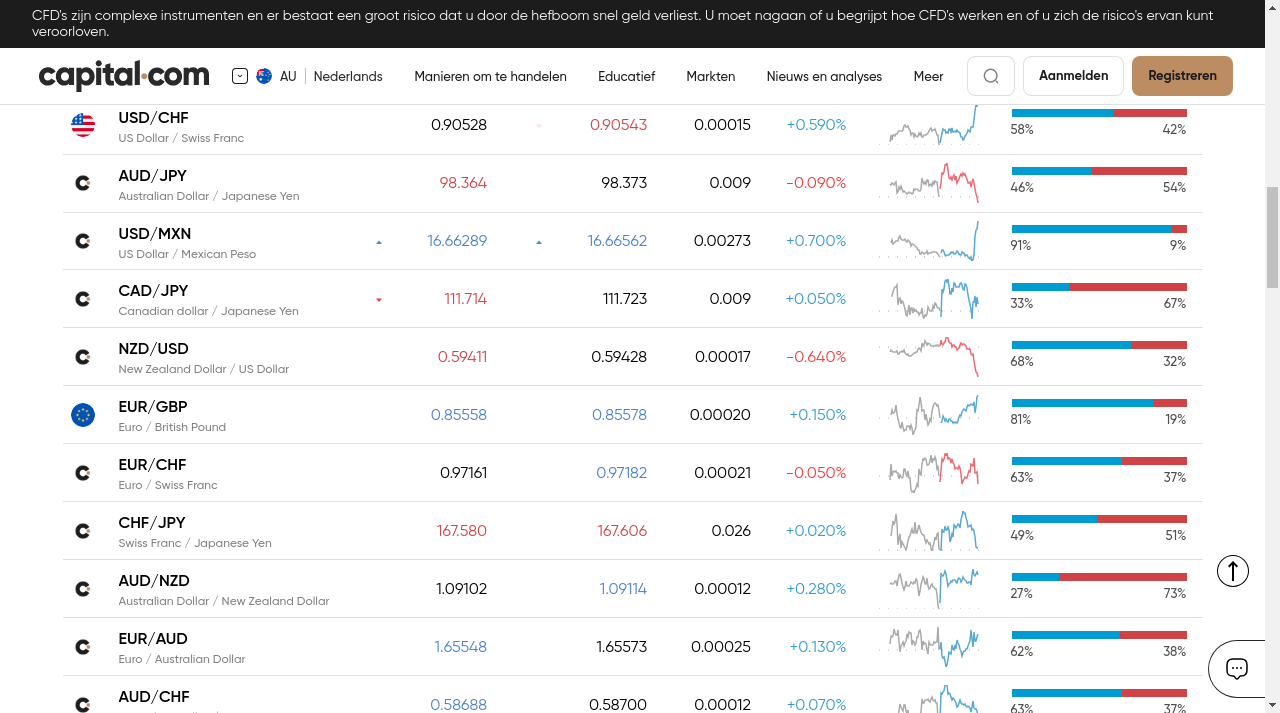 CFD's zijn complexe instrumenten en er bestaat een groot risico dat u door de hefboom snel geld verliest. U moet nagaan of u begrijpt hoe CFD's werken en of u zich de risico's ervan kunt
veroorloven.
capital.com AU Nederlands Manieren om te handelen Educatief Markten Nieuws en analyses Meer Aanmelden Registreren
USD/CHF 0.90528 0.90543 0.00015 +0.590%
US Dollar / Swiss Franc 58% 42%
AUD/JPY 98.364 98.373 0.009 -0.090%
Australian Dollar / Japanese Yen 46% 54%
USD/MXN 16.66289 16.66562 0.00273 +0.700%
US Dollar / Mexican Peso 91% 9%
CAD/JPY 111.714 111.723 0.009 +0.050%
Canadian dollar / Japanese Yen 33% 67%
NZD/USD 0.59411 0.59428 0.00017 -0.640%
New Zealand Dollar / US Dollar 68% 32%
EUR/GBP 0.85558 0.85578 0.00020 +0.150%
Euro / British Pound 81% 19%
EUR/CHF 0.97161 0.97182 0.00021 -0.050%
Euro / Swiss Franc 63% 37%
CHF/JPY 167.580 167.606 0.026 +0.020%
Swiss Franc / Japanese Yen 49% 51%
AUD/NZD 1.09102 1.09114 0.00012 +0.280%
Australian Dollar / New Zealand Dollar 27% 73%
EUR/AUD 1.65548 1.65573 0.00025 +0.130%
Euro / Australian Dollar 62% 38%
AUD/CHF 0.58688 0.58700 0.00012 +0.070%
63% 37%